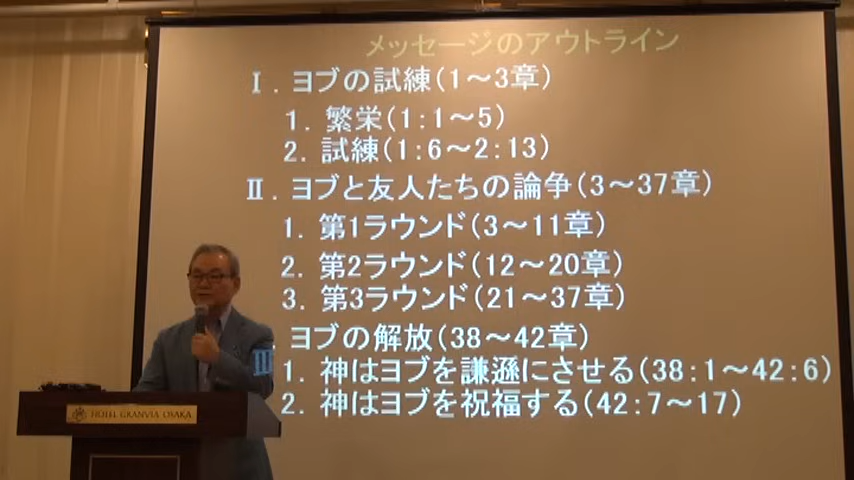 メッセージのアウトライン
Ⅰ．ヨブの試練（1～3章）
1．繁栄（1：1～5）
2．試練（1：6～2：13）
Ⅱ．ヨブと友人たちの論争（3～37章）
1．第1ラウンド（3～11章）
2．第2ラウンド（12～20章）
3．第3ラウンド（21～37章）
Ⅲ．ヨブの解放（38～42章）
1．神はヨブを謙遜にさせる（38：1～42：6）
2．神はヨブを祝福する（42：7～17）
HOTEL GRANVIA OSAKA